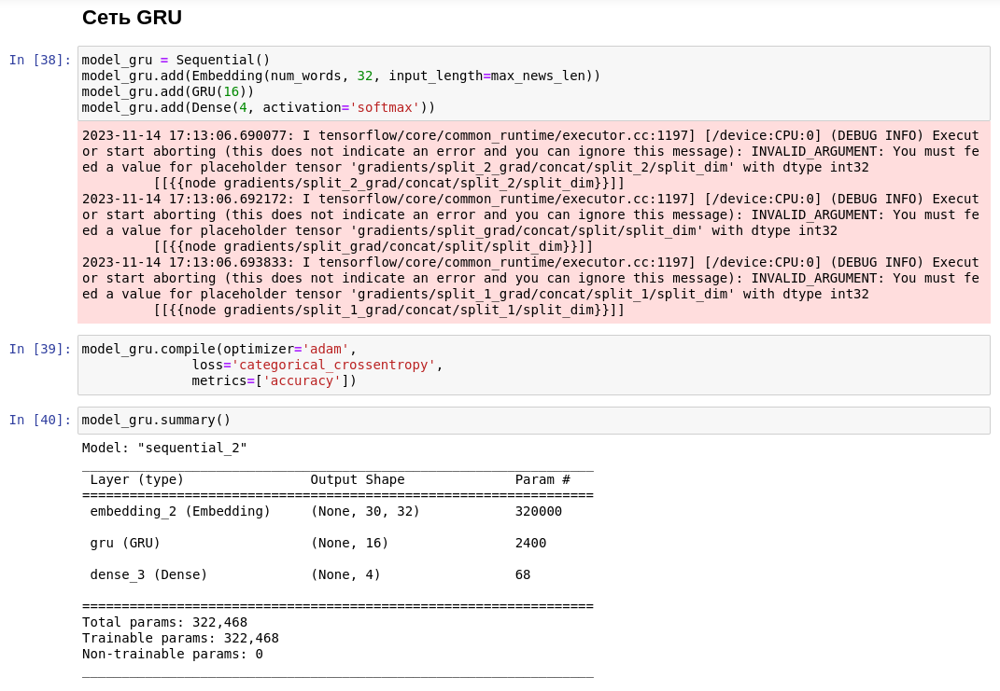 Сеть GRU
In [38]: model_gru = Sequential()
model_gru.add(Embedding(num_words, 32, input_length=max_news_len))
model_gru.add(GRU(16))
model_gru.add(Dense(4, activation='softmax'))
2023-11-14 17:13:06.690077: I tensorflow/core/common_runtime/executor.cc:1197] [/device:CPU:0] (DEBUG INFO) Execut
or start aborting (this does not indicate an error and you can ignore this message): INVALID_ARGUMENT: You must fe
ed a value for placeholder tensor 'gradients/split_2_grad/concat/split_2/split_dim' with dtype int32
[[{{node gradients/split_2_grad/concat/split_2/split_dim}}]]
2023-11-14 17:13:06.692172: I tensorflow/core/common_runtime/executor.cc:1197] [/device:CPU:0] (DEBUG INFO) Execut
or start aborting (this does not indicate an error and you can ignore this message): INVALID_ARGUMENT: You must fe
ed a value for placeholder tensor 'gradients/split_grad/concat/split/split_dim' with dtype int32
[[{{node gradients/split_grad/concat/split/split_dim}}]]
2023-11-14 17:13:06.693833: I tensorflow/core/common_runtime/executor.cc:1197] [/device:CPU:0] (DEBUG INFO) Execut
or start aborting (this does not indicate an error and you can ignore this message): INVALID_ARGUMENT: You must fe
ed a value for placeholder tensor 'gradients/split_1_grad/concat/split_1/split_dim' with dtype int32
[[{{node gradients/split_1_grad/concat/split_1/split_dim}}]]
In [39]: model_gru.compile(optimizer='adam',
loss='categorical_crossentropy',
metrics=['accuracy'])
In [40]: model_gru.summary()
Model: "sequential_2"
_________________________________________________________________
Layer (type) Output Shape Param #
=================================================================
embedding_2 (Embedding) (None, 30, 32) 320000
gru (GRU) (None, 16) 2400
dense_3 (Dense) (None, 4) 68
=================================================================
Total params: 322,468
Trainable params: 322,468
Non-trainable params: 0
_________________________________________________________________